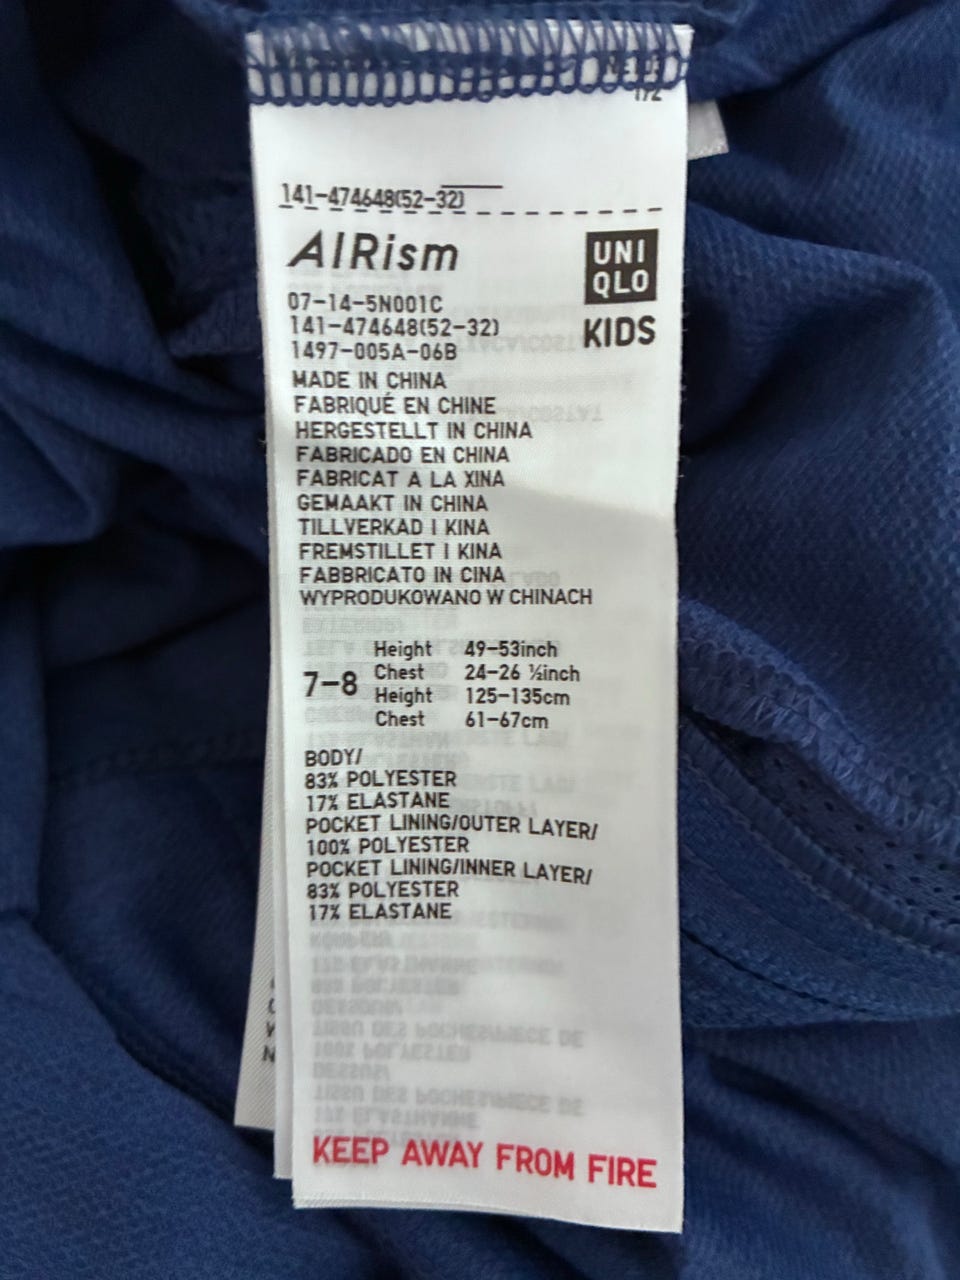 141-474648(52-32)
AIRism
UNI
QLO
KIDS
07-14-5N001C
141-474648(52-32)
1497-005A-06B
MADE IN CHINA
FABRIQUÉ EN CHINE
HERGESTELLT IN CHINA
FABRICADO EN CHINA
FABRICAT A LA XINA
GEMAAKT IN CHINA
TILLVERKAD I KINA
FREMSTILLET I KINA
FABBRICATO IN CINA
WYPRODUKOWANO W CHINACH
7-8
Height 49-53inch
Chest 24-26 ½inch
Height 125-135cm
Chest 61-67cm
BODY/
83% POLYESTER
17% ELASTANE
POCKET LINING/OUTER LAYER/
100% POLYESTER
POCKET LINING/INNER LAYER/
83% POLYESTER
17% ELASTANE
KEEP AWAY FROM FIRE